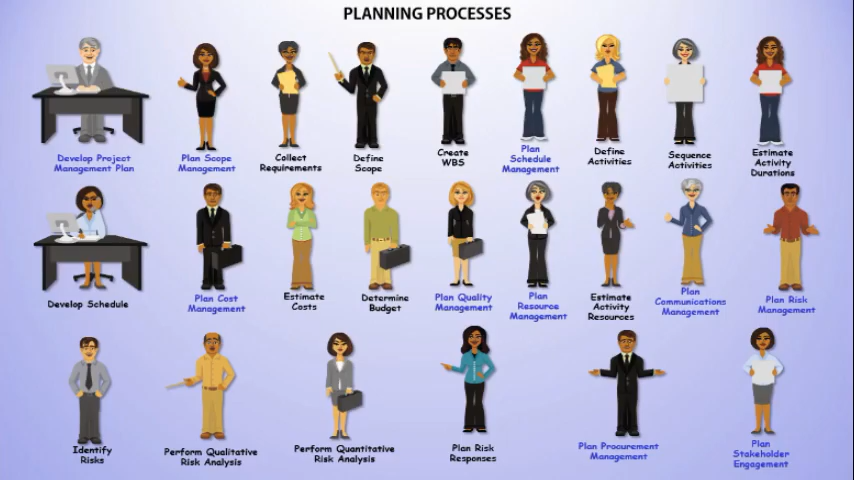 PLANNING PROCESSES
Develop Project
Management Plan
Plan Scope
Management
Collect
Requirements
Define
Scope
Create
WBS
Plan
Schedule
Management
Define
Activities
Sequence
Activities
Estimate
Activity
Durations
Develop Schedule
Plan Cost
Management
Estimate
Costs
Determine
Budget
Plan Quality
Management
Plan
Resource
Management
Estimate
Activity
Resources
Plan
Communications
Management
Plan Risk
Management
Identify
Risks
Perform Qualitative
Risk Analysis
Perform Quantitative
Risk Analysis
Plan Risk
Responses
Plan Procurement
Management
Plan
Stakeholder
Engagement